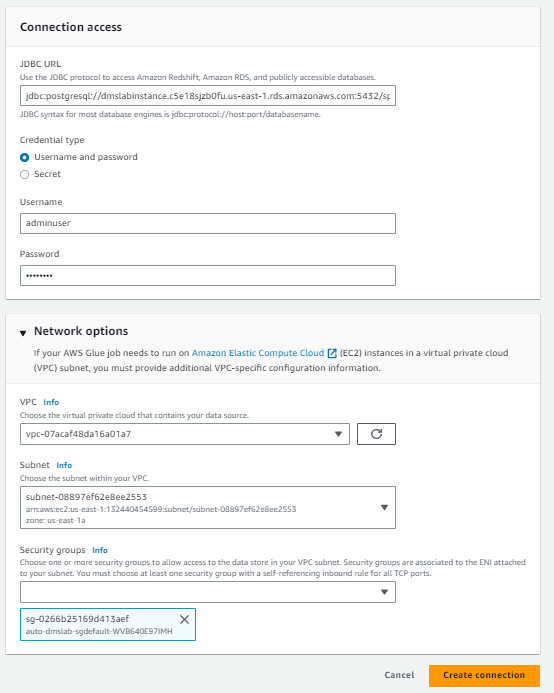 Connection access
JDBC URL
Use the JDBC protocol to access Amazon Redshift, Amazon RDS, and publicly accessible databases.
jdbc:postgresql://dmslabinstance.c5e18sjzb0fu.us-east-1.rds.amazonaws.com:5432/sp
JDBC syntax for most database engines is jdbc:protocol://host:port/databasename.
Credential type
Username and password
Secret
Username
adminuser
Password
••••••••
Network options
If your AWS Glue job needs to run on Amazon Elastic Compute Cloud (EC2) instances in a virtual private cloud
(VPC) subnet, you must provide additional VPC-specific configuration information.
VPC Info
Choose the virtual private cloud that contains your data source.
vpc-07acaf48da16a01a7
Subnet Info
Choose the subnet within your VPC.
subnet-08897ef62e8ee2553
arn:aws:ec2:us-east-1:132440454599:subnet/subnet-08897ef62e8ee2553
zone: us-east-1a
Security groups Info
Choose one or more security groups to allow access to the data store in your VPC subnet. Security groups are associated to the ENI attached
to your subnet. You must choose at least one security group with a self-referencing inbound rule for all TCP ports.
sg-0266b25169d413aef
auto-dmslab-sgdefault-WVB640E97IMH
Cancel Create connection